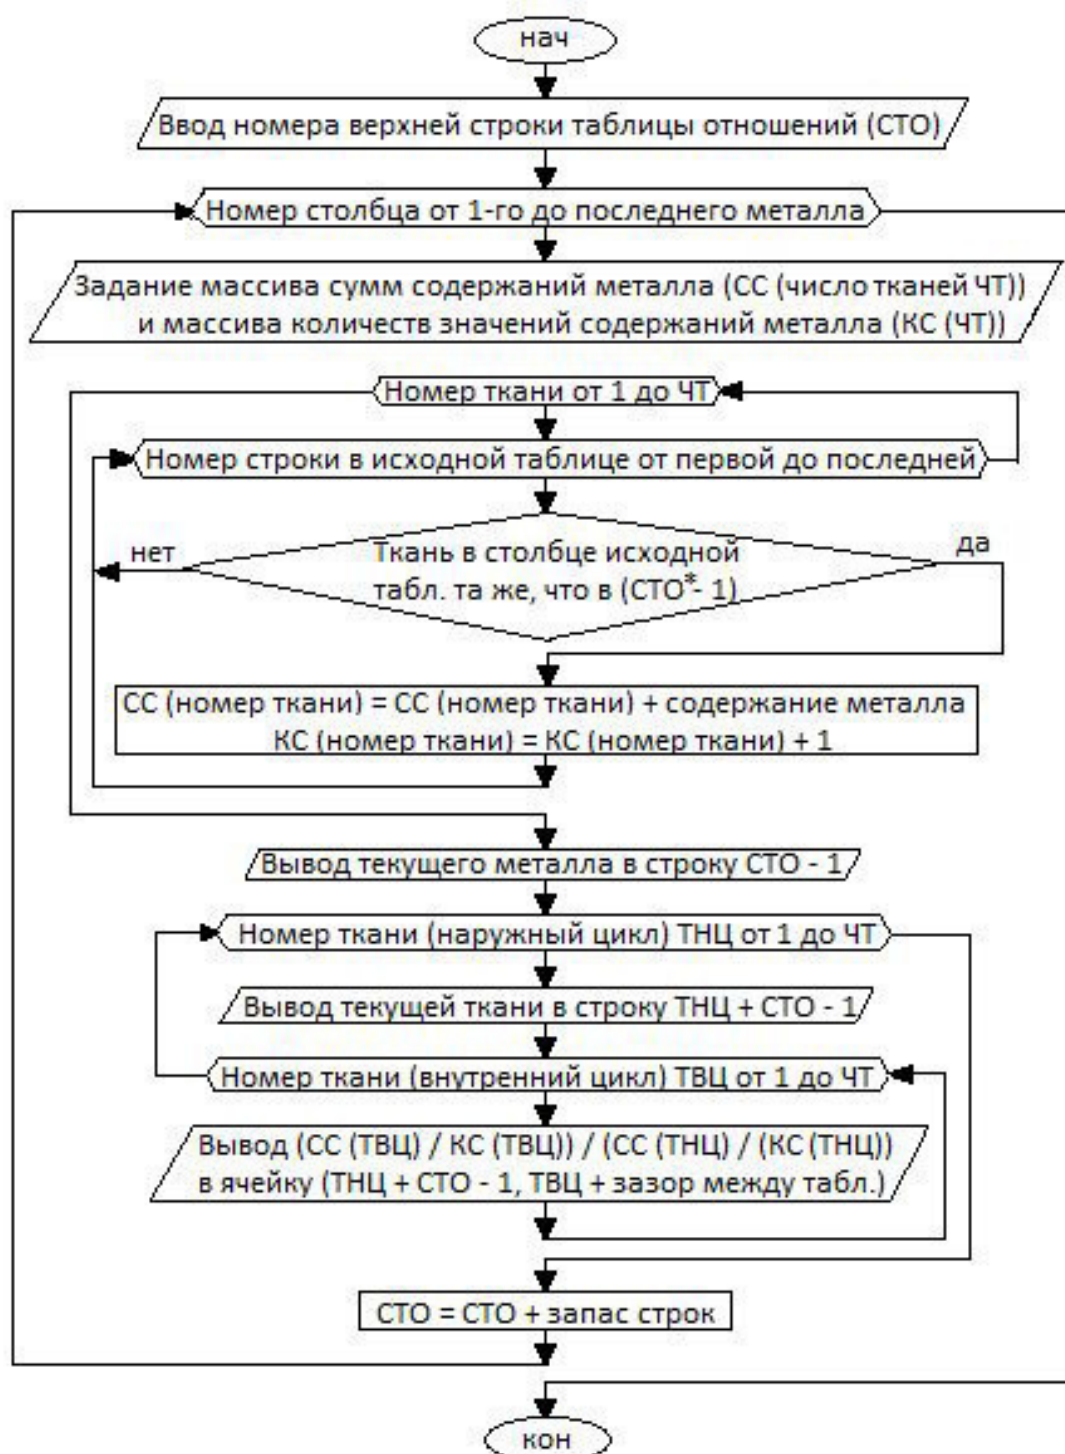 нач
Ввод номера верхней строки таблицы отношений (СТО)
Номер столбца от 1-го до последнего металла
Задание массива сумм содержаний металла (СС (число тканей ЧТ))
и массива количеств значений содержаний металла (КС (ЧТ))
Номер ткани от 1 до ЧТ
Номер строки в исходной таблице от первой до последней
нет
Ткань в столбце исходной
да
табл. та же, что в (СТО*- 1)
СС (номер ткани) = СС (номер ткани) + содержание металла
КС (номер ткани) = КС (номер ткани) + 1
Вывод текущего металла в строку СТО - 1
Номер ткани (наружный цикл) ТНЦ от 1 до ЧТ
Вывод текущей ткани в строку ТНЦ + СТО - 1
Номер ткани (внутренний цикл) ТВЦ от 1 до ЧТ
Вывод (СС (ТВЦ) / КС (ТВЦ)) / (СС (ТНЦ) / (КС (ТНЦ))
в ячейку (ТНЦ + СТО - 1, ТВЦ + зазор между табл.)
СТО = СТО + запас строк
кон